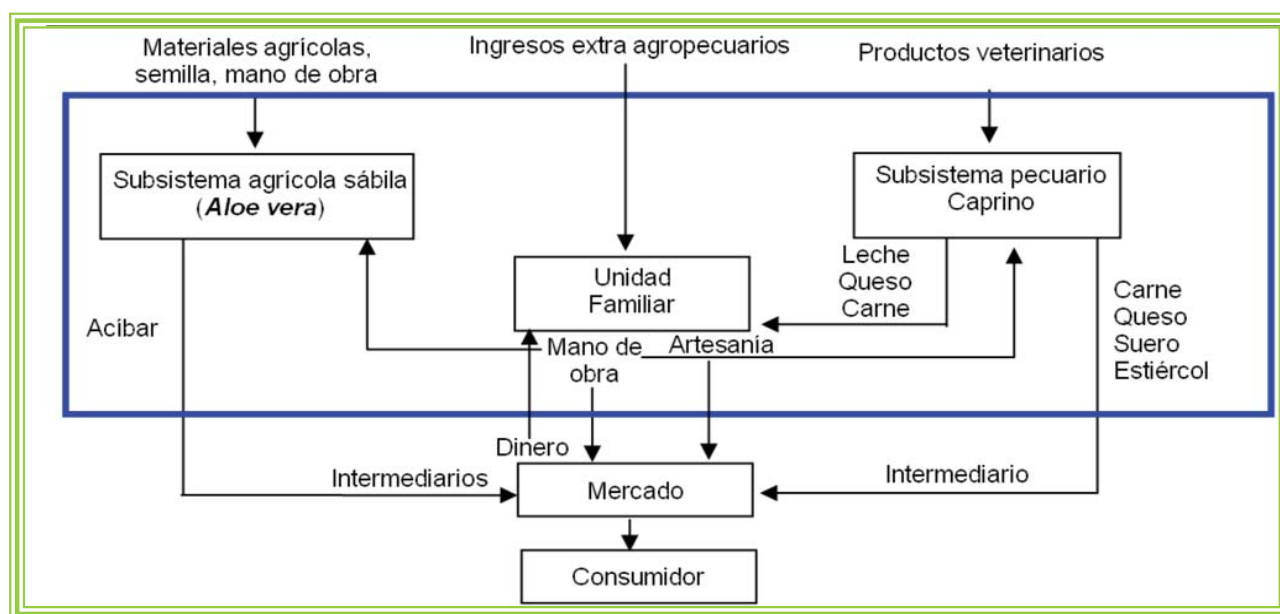 Materiales agrícolas,
semilla, mano de obra
Ingresos extra agropecuarios
Productos veterinarios
Subsistema agrícola sábila
(Aloe vera)
Subsistema pecuario
Caprino
Unidad
Familiar
Leche
Queso
Carne
Carne
Queso
Suero
Estiércol
Acíbar
Mano de
obra
Artesanía
Dinero
Intermediarios
Mercado
Intermediario
Consumidor